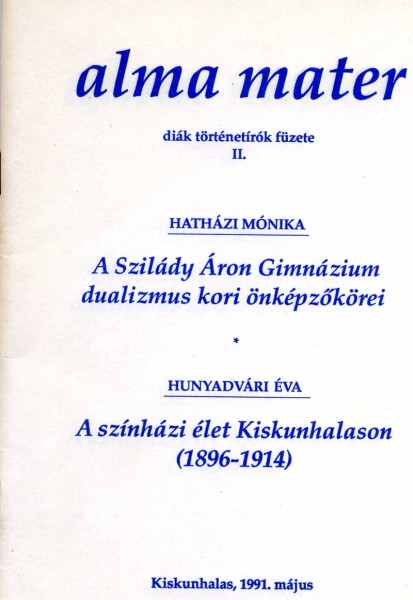 alma mater
diák történetírók füzete
II.
HATHÁZI MÓNIKA
A Szilády Áron Gimnázium
dualizmus kori önképzőkörei
*
HUNYADVÁRI ÉVA
A színházi élet Kiskunhalason
(1896-1914)
Kiskunhalas, 1991. május